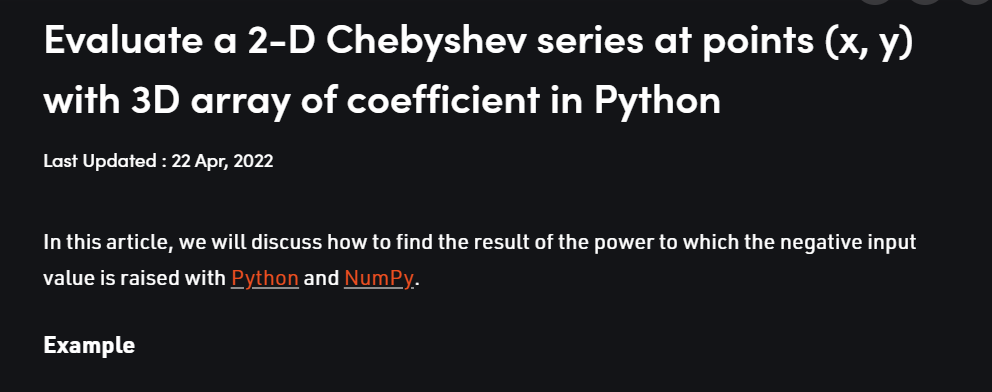 Evaluate a 2-D Chebyshev series at points (x, y)
with 3D array of coefficient in Python
Last Updated : 22 Apr, 2022
In this article, we will discuss how to find the result of the power to which the negative input
value is raised with Python and NumPy.
Example